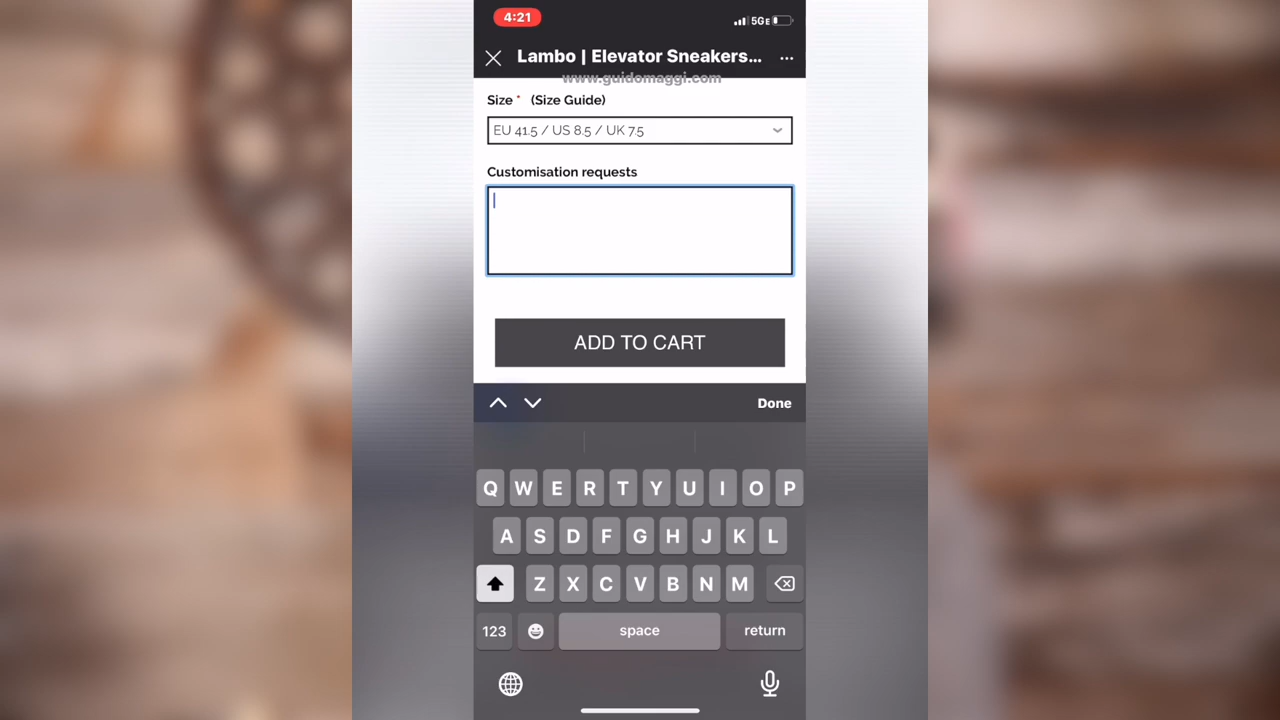 4:21
5GE
Lambo | Elevator Sneakers...
...
www.guidomaggi.com
Size * (Size Guide)
EU 41.5 / US 8.5 / UK 7.5
Customisation requests
ADD TO CART
Done
Q W E R T Y U I O P
A S D F G H J K L
Z X C V B N M
123 space return